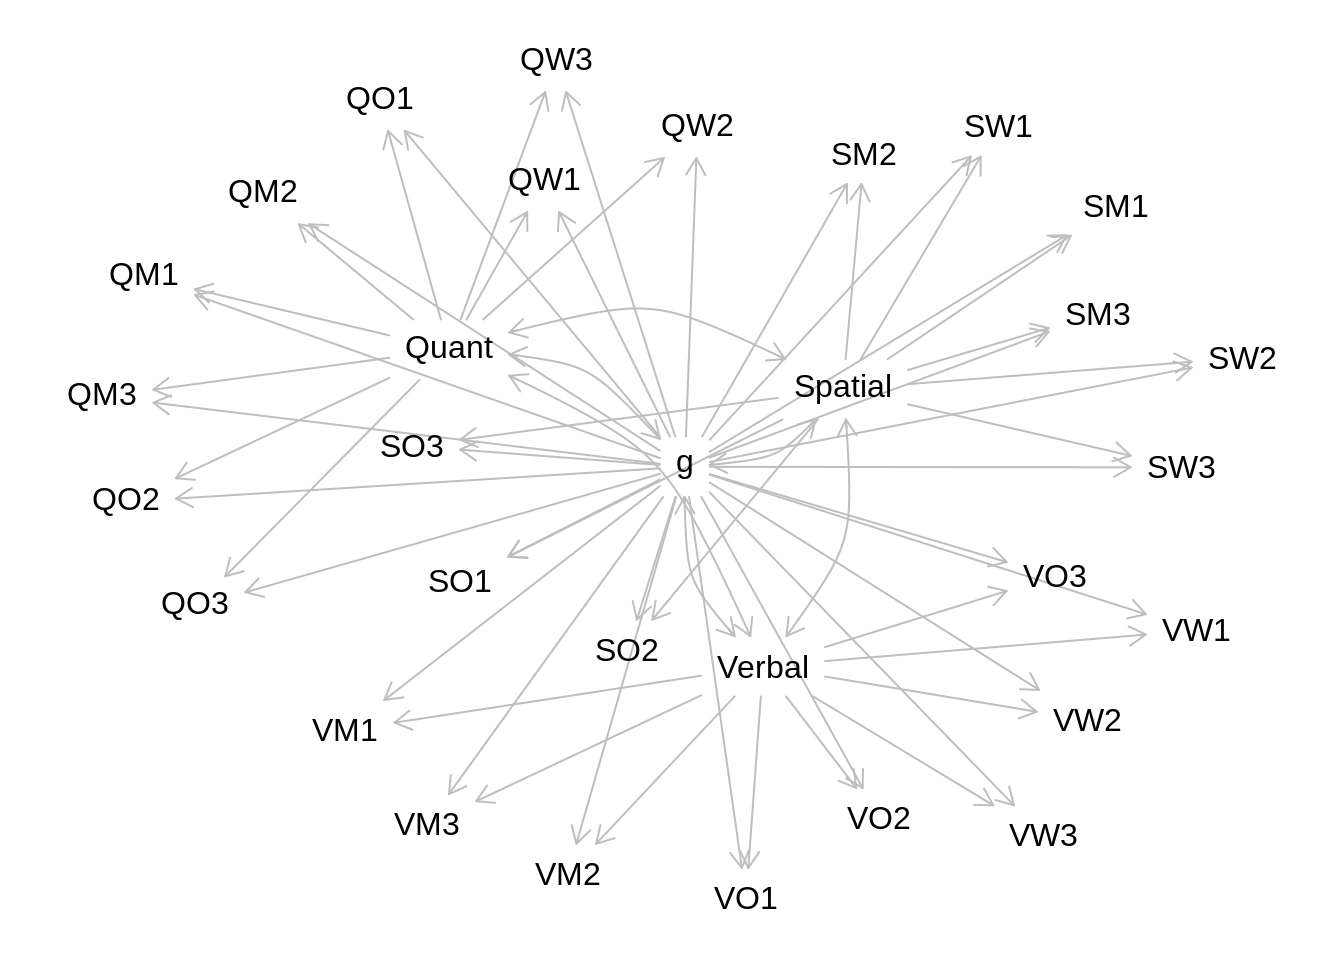 QW3
QO1
QW2
SW1
SM2
QW1
QM2
SM1
QM1
SM3
Quant
SW2
Spatial
QM3
SO3
g
SW3
QO2
VO3
SO1
QO3
VW1
SO2
Verbal
VW2
VM1
VO2
VM3
VW3
VM2
VO1